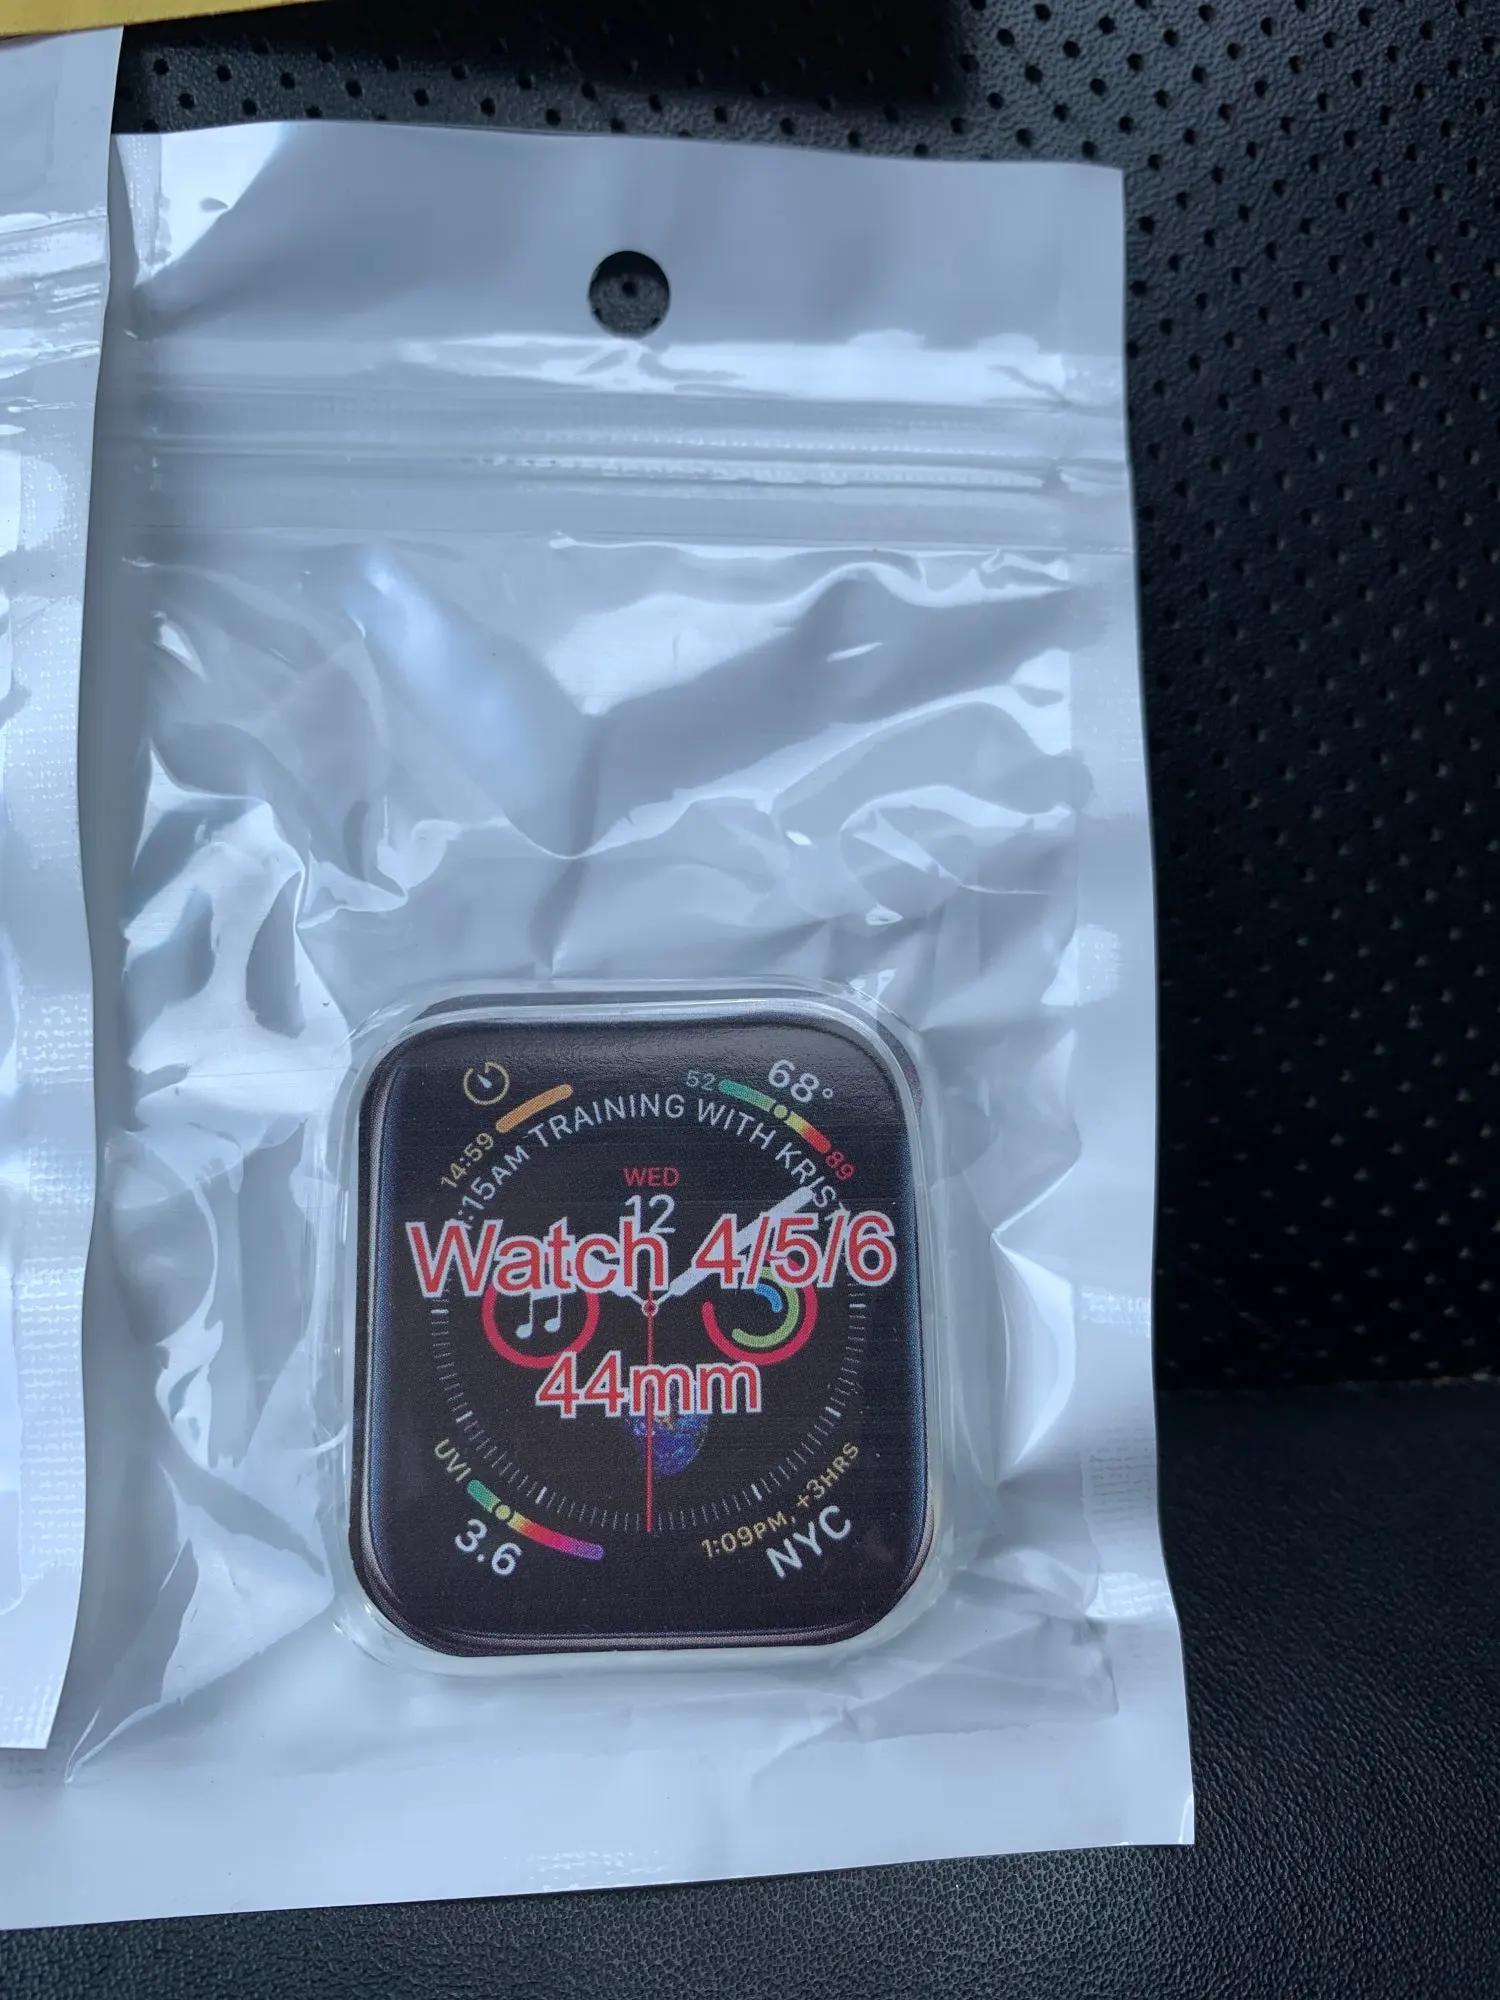 14:59
52
68°
89
:15AM TRAINING WITH KRIST
WED
12
Watch 4/5/6
44mm
UVI
3.6
1:09PM, +3HRS
NYC